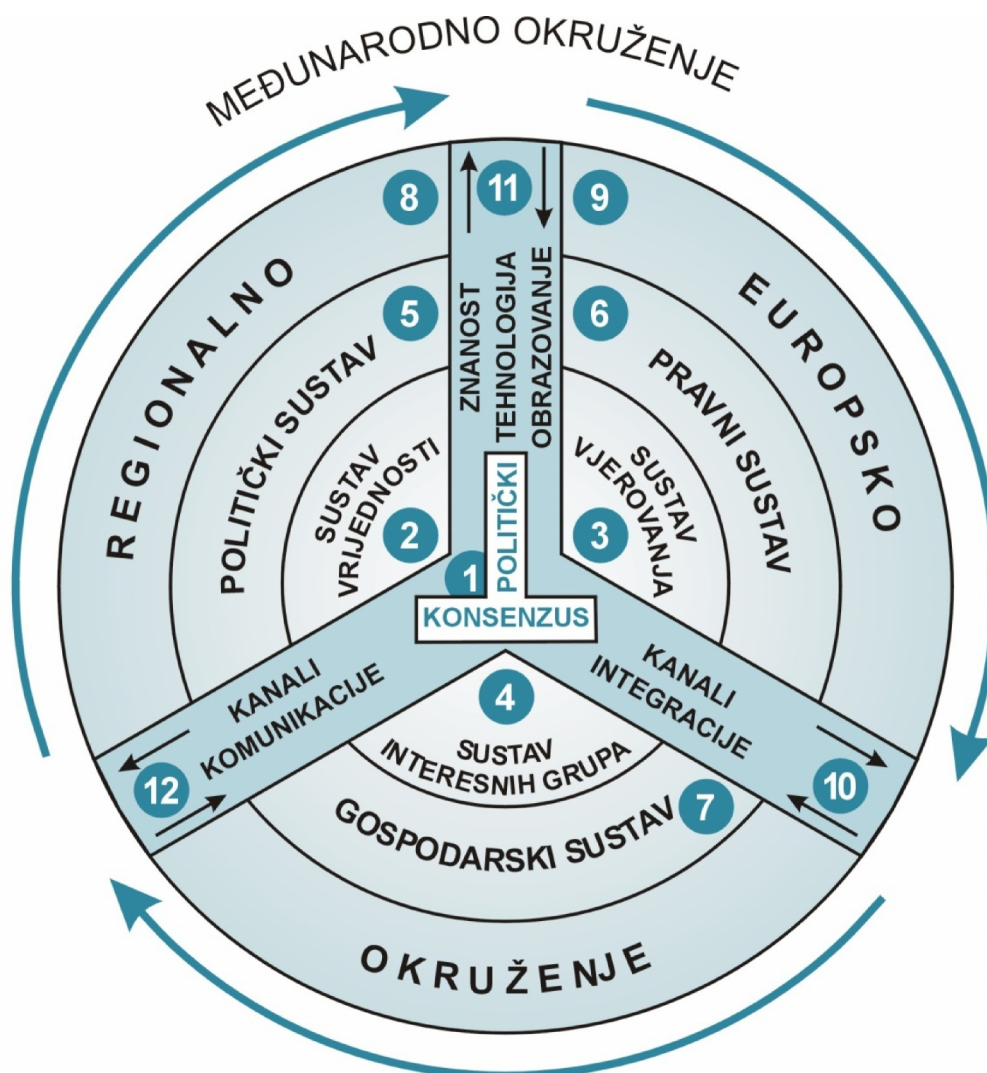 MEĐUNARODNO OKRUŽENJE
8
11
9
REGIONALNO
EUROPSKO
ZNANOST
TEHNOLOGIJA
OBRAZOVANJE
5
6
POLITIČKI SUSTAV
PRAVNI SUSTAV
SUSTAV
VRIJEDNOSTI
SUSTAV
VJEROVANJA
2
3
1
POLITIČKI
KONSENZUS
KANALI
KOMUNIKACIJE
KANALI
INTEGRACIJE
4
SUSTAV
INTERESNIH GRUPA
12
7
10
GOSPODARSKI SUSTAV
OKRUŽENJE